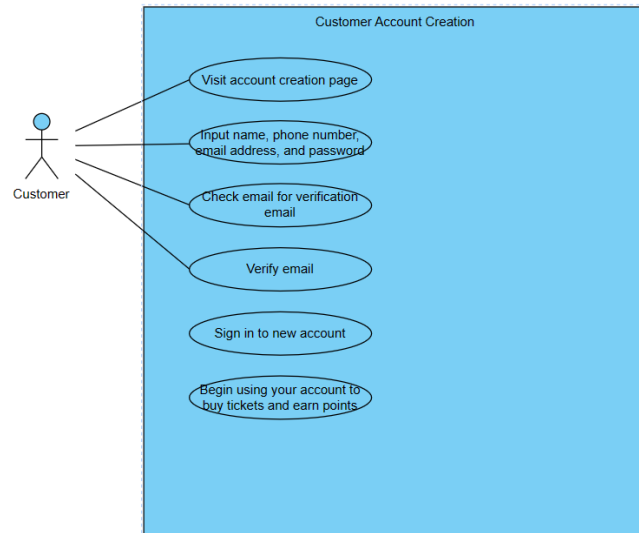 Customer Account Creation
Visit account creation page
Input name, phone number,
email address, and password
Customer
Check email for verification
email
Verify email
Sign in to new account
Begin using your account to
buy tickets and earn points